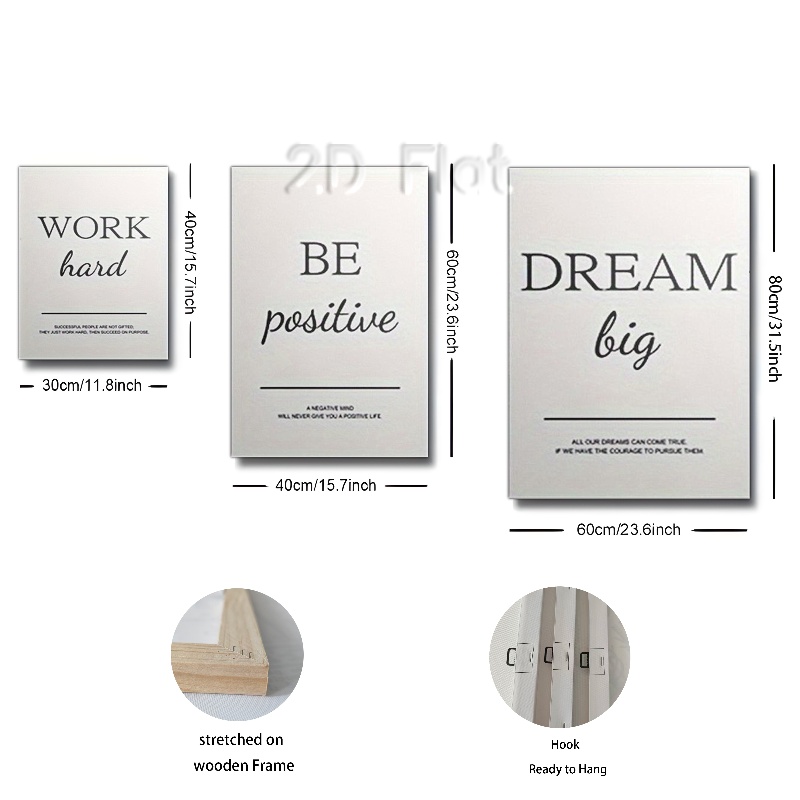 2D Flat
WORK
hard
SUCCESSFUL PEOPLE ARE NOT GIFTED;
THEY JUST WORK HARD, THEN SUCCEED ON PURPOSE.
40cm/15.7inch
30cm/11.8inch
BE
positive
A NEGATIVE MIND
WILL NEVER GIVE YOU A POSITIVE LIFE.
60cm/23.6inch
40cm/15.7inch
DREAM
big
ALL OUR DREAMS CAN COME TRUE,
IF WE HAVE THE COURAGE TO PURSUE THEM.
80cm/31.5inch
60cm/23.6inch
stretched on
wooden Frame
Hook
Ready to Hang